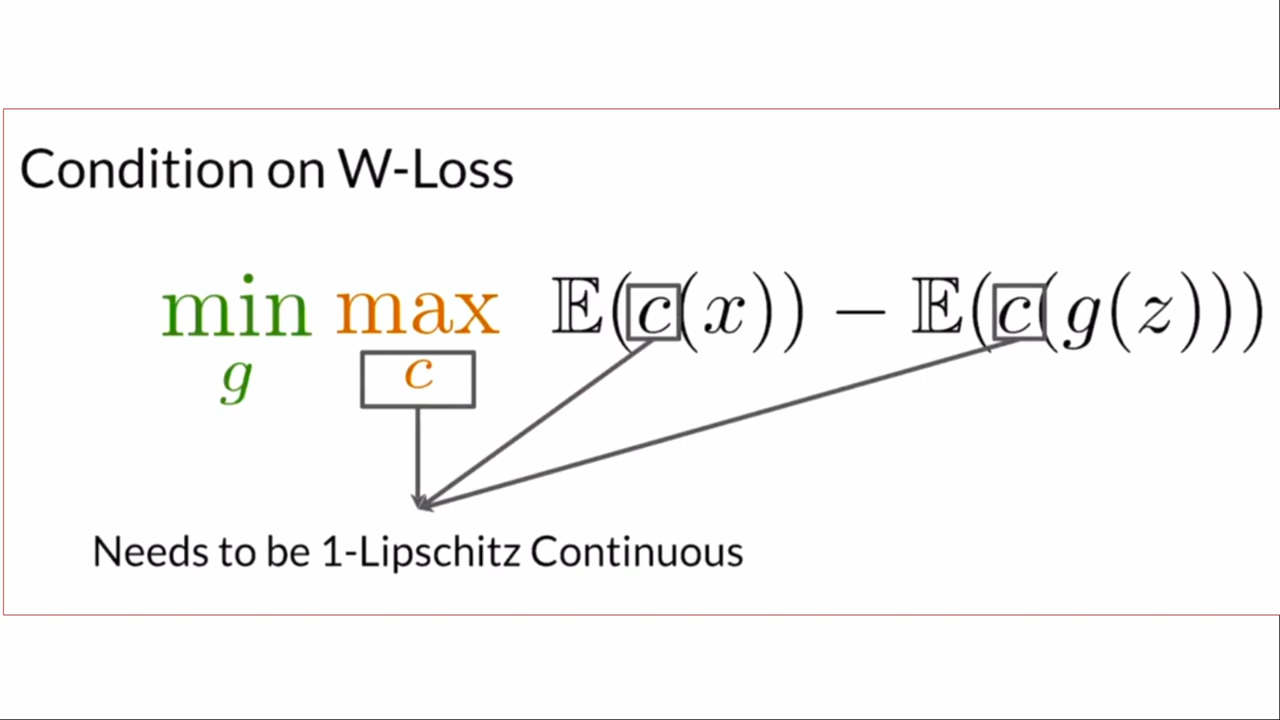 Condition on W-Loss
min max 𝔼(c(x)) − 𝔼(c(g(z)))
g c
Needs to be 1-Lipschitz Continuous